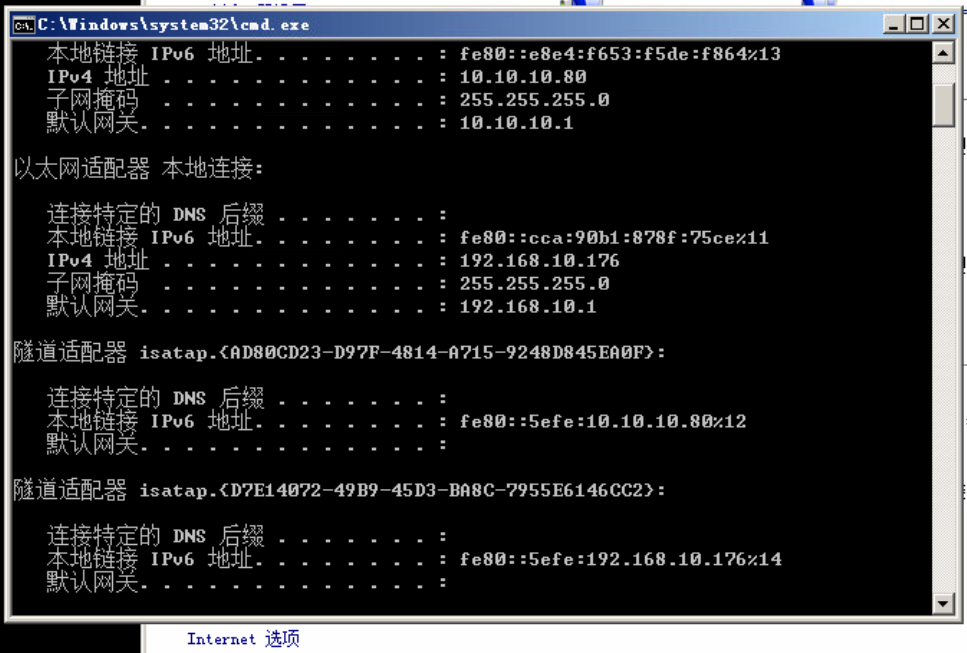 C:\Windows\system32\cmd.exe
本地链接 IPv6 地址. . . . . . . . : fe80::e8e4:f653:f5de:f864%13
IPv4 地址 . . . . . . . . . . . . : 10.10.10.80
子网掩码 . . . . . . . . . . . . : 255.255.255.0
默认网关. . . . . . . . . . . . . : 10.10.10.1
以太网适配器 本地连接:
连接特定的 DNS 后缀 . . . . . . . :
本地链接 IPv6 地址. . . . . . . . : fe80::cca:90b1:878f:75ce%11
IPv4 地址 . . . . . . . . . . . . : 192.168.10.176
子网掩码 . . . . . . . . . . . . : 255.255.255.0
默认网关. . . . . . . . . . . . . : 192.168.10.1
隧道适配器 isatap.{AD80CD23-D97F-4814-A715-9248D845EA0F}:
连接特定的 DNS 后缀 . . . . . . . :
本地链接 IPv6 地址. . . . . . . . : fe80::5efe:10.10.10.80%12
默认网关. . . . . . . . . . . . . :
隧道适配器 isatap.{D7E14072-49B9-45D3-BA8C-7955E6146CC2}:
连接特定的 DNS 后缀 . . . . . . . :
本地链接 IPv6 地址. . . . . . . . : fe80::5efe:192.168.10.176%14
默认网关. . . . . . . . . . . . . :
Internet 选项